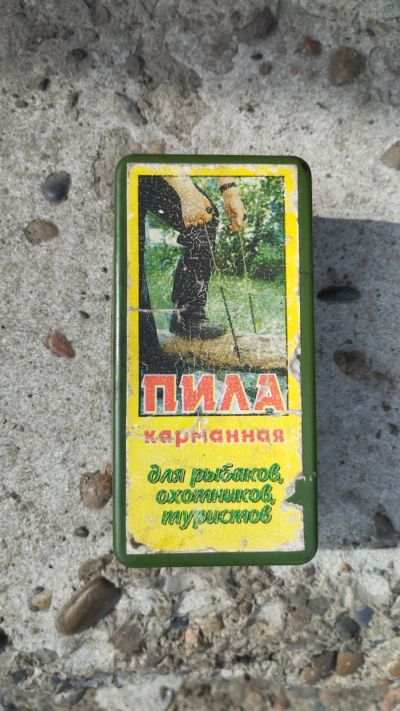 ПИЛА
карманная
для рыбаков,
охотников,
туристов